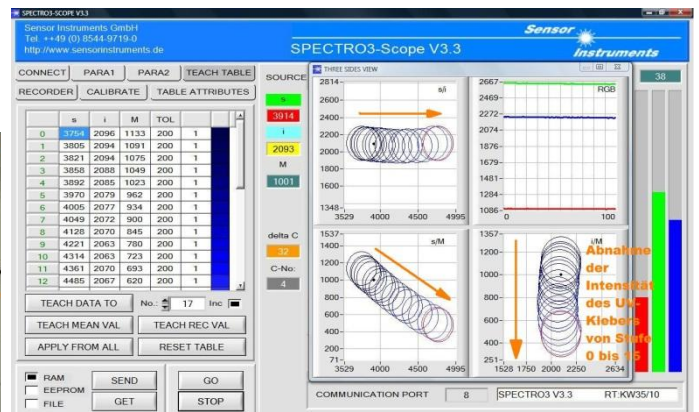 SPECTRO3-SCOPE V3.3
Sensor Instruments GmbH
Tel. ++49 (0) 8544-9719-0
http://www.sensorinstruments.de
SPECTRO3-Scope V3.3
Sensor
Instruments
CONNECT PARA1 PARA2 TEACH TABLE
RECORDER CALIBRATE TABLE ATTRIBUTES
s i M TOL
0 3754 2096 1133 200 1
1 3805 2094 1091 200 1
2 3821 2094 1075 200 1
3 3858 2088 1049 200 1
4 3892 2085 1023 200 1
5 3970 2079 962 200 1
6 4005 2077 934 200 1
7 4049 2072 900 200 1
8 4128 2070 845 200 1
9 4221 2063 780 200 1
10 4314 2063 723 200 1
11 4361 2070 693 200 1
12 4485 2067 620 200 1
TEACH DATA TO No.: 17 Inc
TEACH MEAN VAL TEACH REC VAL
APPLY FROM ALL RESET TABLE
RAM
EEPROM
FILE
SEND
GET
GO
STOP
SOURCE
s
3914
i
2093
M
1001
delta C
32
C-No:
4
THREE SIDES VIEW
2814
2600
2400
2200
2000
1800
1600
1348
3529 4000 4500 4995
s/i
2667
2469
2272
2074
1876
1679
1481
1284
1086
0 100
RGB
1537
1400
1200
1000
800
600
400
200
71
3529 4000 4500 4995
s/M
1357
1200
1000
800
600
400
251
1528 1750 2000 2250 2634
i/M
Abnahme
der
Intensität
des UV-
Klebers
von Stufe
0 bis 15
38
COMMUNICATION PORT 8 SPECTRO3 V3.3 RT:KW35/10